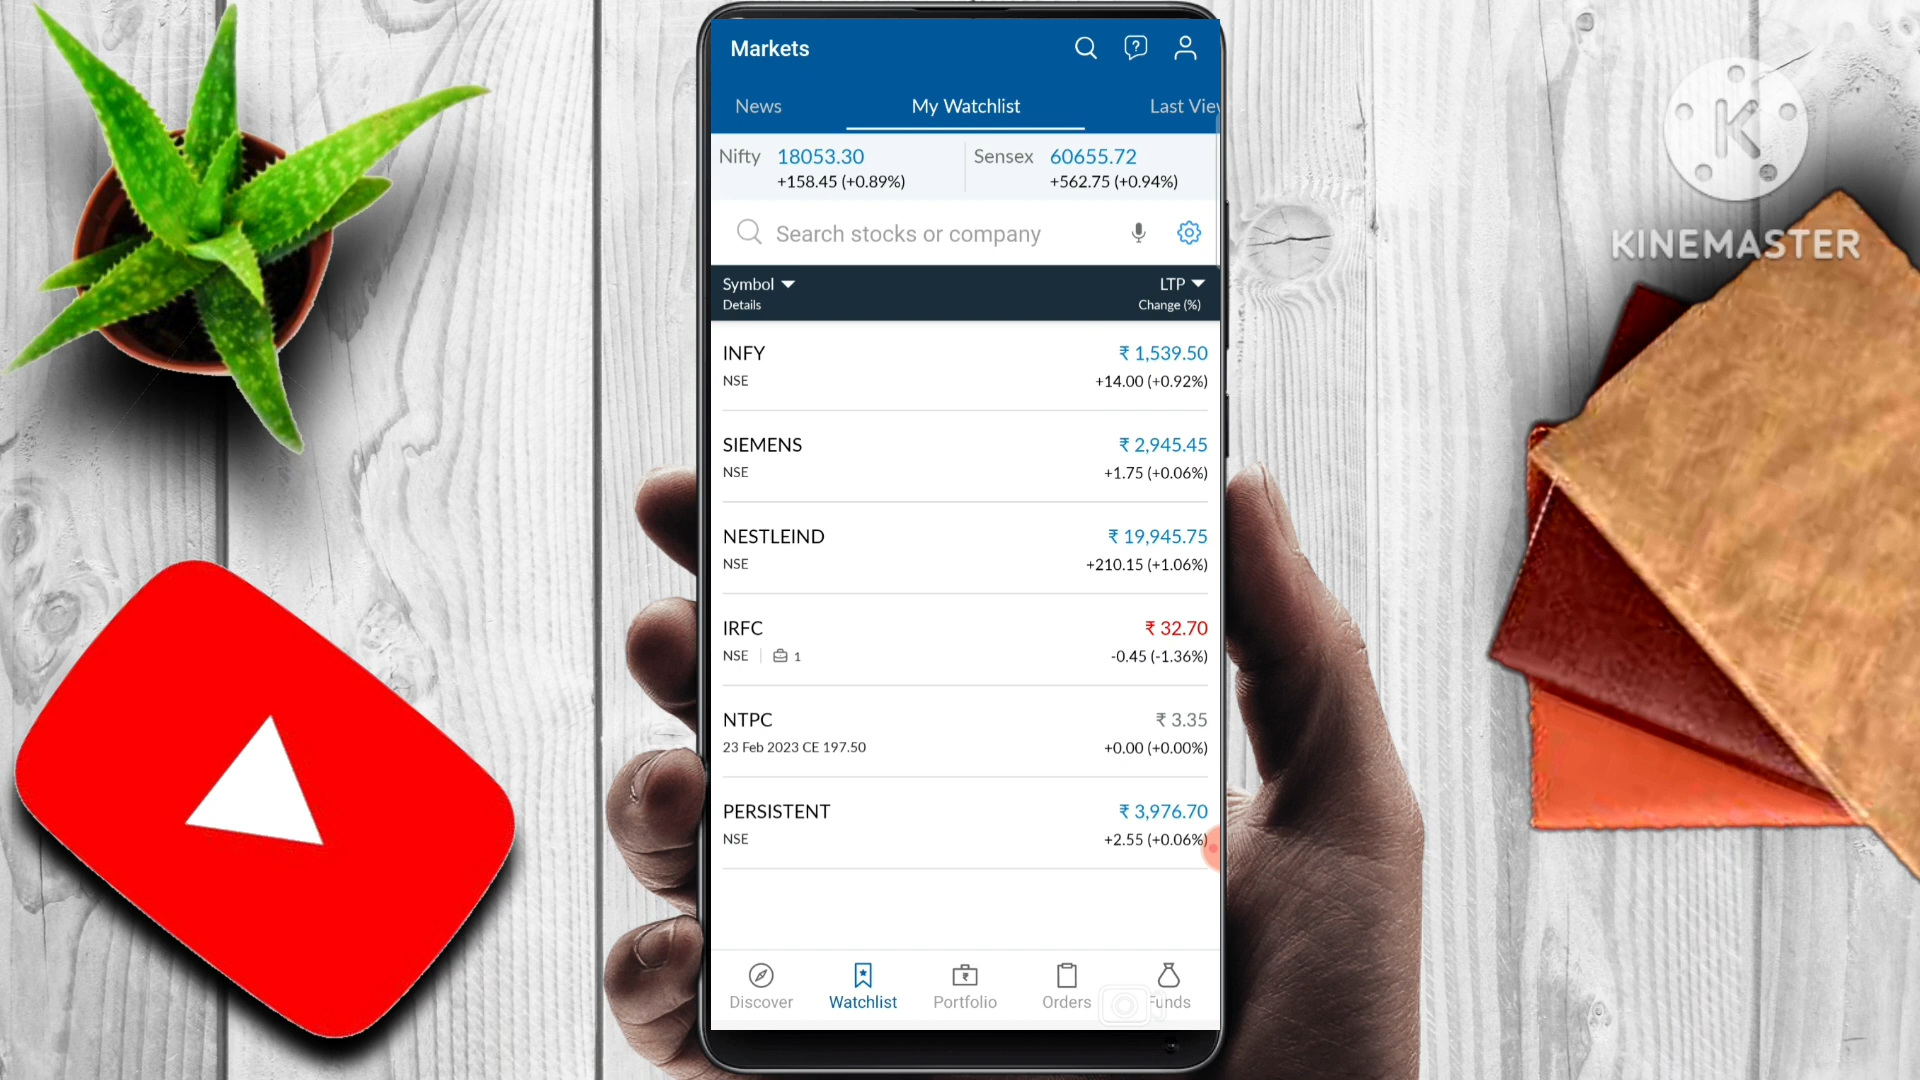 Markets
News My Watchlist Last Vie
Nifty 18053.30 Sensex 60655.72
+158.45 (+0.89%) +562.75 (+0.94%)
Search stocks or company
Symbol LTP
Details Change (%)
INFY ₹ 1,539.50
NSE +14.00 (+0.92%)
SIEMENS ₹ 2,945.45
NSE +1.75 (+0.06%)
NESTLEIND ₹ 19,945.75
NSE +210.15 (+1.06%)
IRFC ₹ 32.70
NSE 1 -0.45 (-1.36%)
NTPC ₹ 3.35
23 Feb 2023 CE 197.50 +0.00 (+0.00%)
PERSISTENT ₹ 3,976.70
NSE +2.55 (+0.06%)
Discover Watchlist Portfolio Orders Funds
K
KINEMASTER